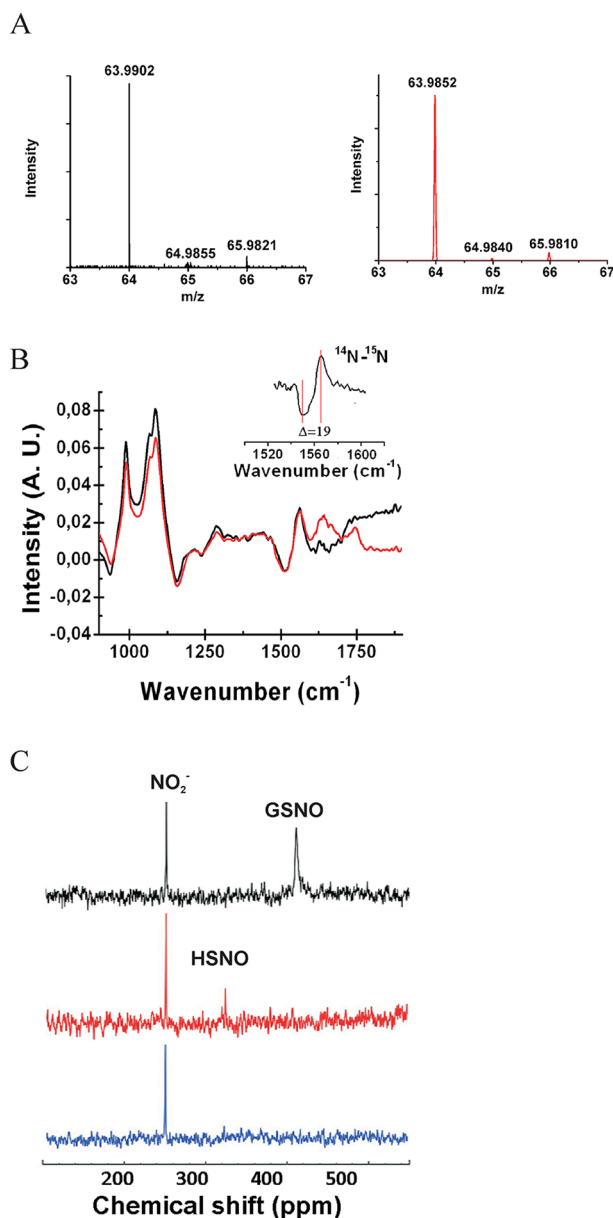 A
63.9902
64.9855
65.9821
Intensity
63 64 65 66 67
m/z
63.9852
64.9840
65.9810
Intensity
63 64 65 66 67
m/z
B
¹⁴N-¹⁵N
Δ=19
1520 1560 1600
Wavenumber (cm⁻¹)
0,08
0,06
0,04
0,02
0,00
-0,02
-0,04
Intensity (A. U.)
1000 1250 1500 1750
Wavenumber (cm⁻¹)
C
NO₂⁻
GSNO
HSNO
200 300 400 500
Chemical shift (ppm)